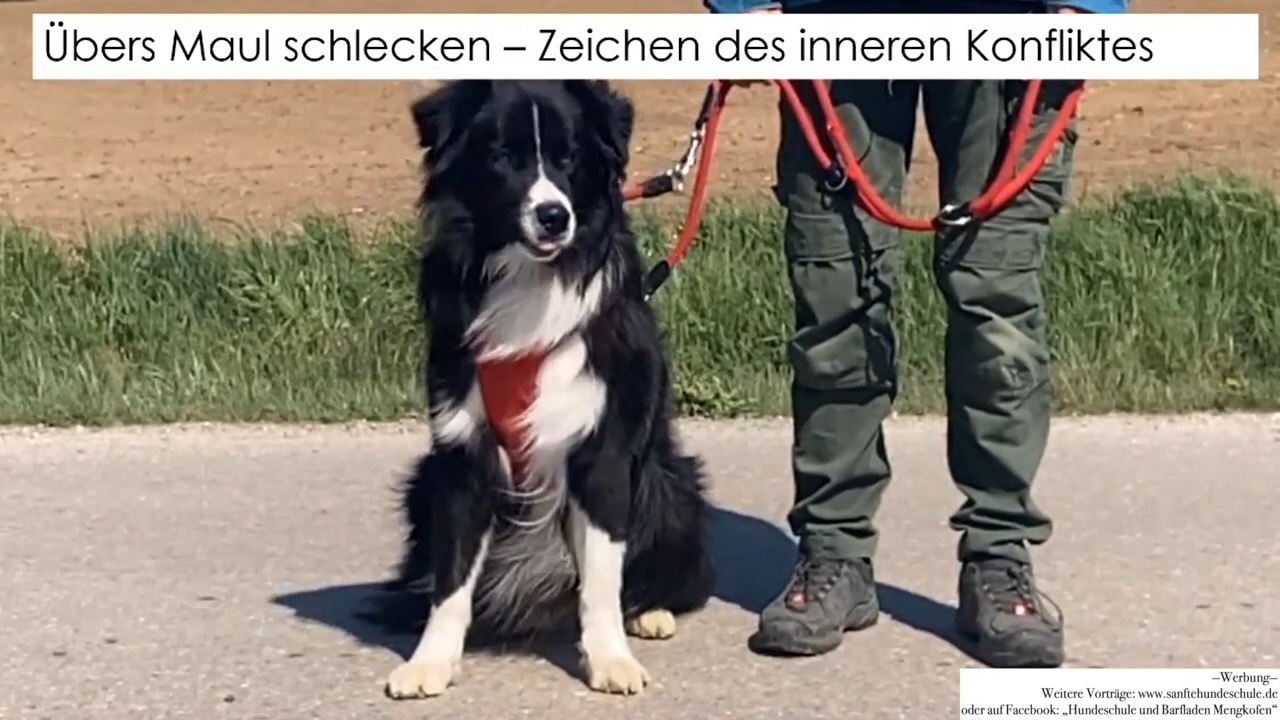 Übers Maul schlecken – Zeichen des inneren Konfliktes
–Werbung–
Weitere Vorträge: www.sanftehundeschule.de
oder auf Facebook: „Hundeschule und Barfladen Mengkofen“